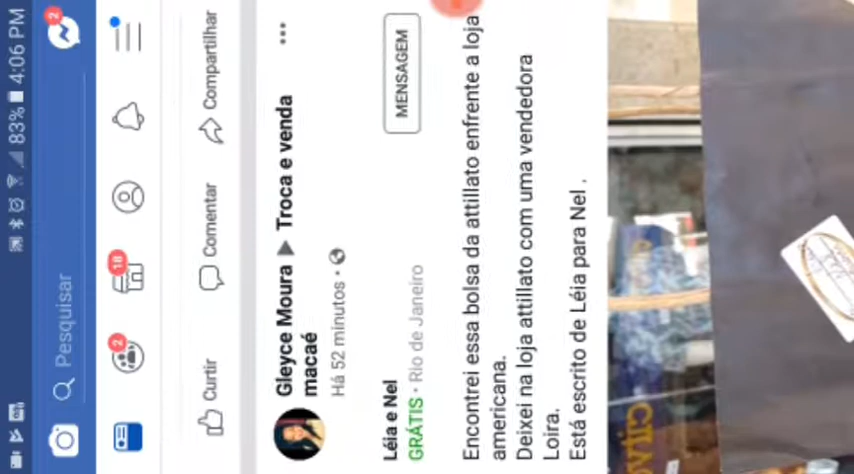 83% 4:06 PM
Pesquisar
2
2
18
Curtir
Comentar
Compartilhar
Gleyce Moura ▶ Troca e venda
macaé
Há 52 minutos ·
Léia e Nel
GRÁTIS · Rio de Janeiro
MENSAGEM
Encontrei essa bolsa da attillato enfrente a loja
americana.
Deixei na loja attillato com uma vendedora
Loira.
Está escrito de Léia para Nel .